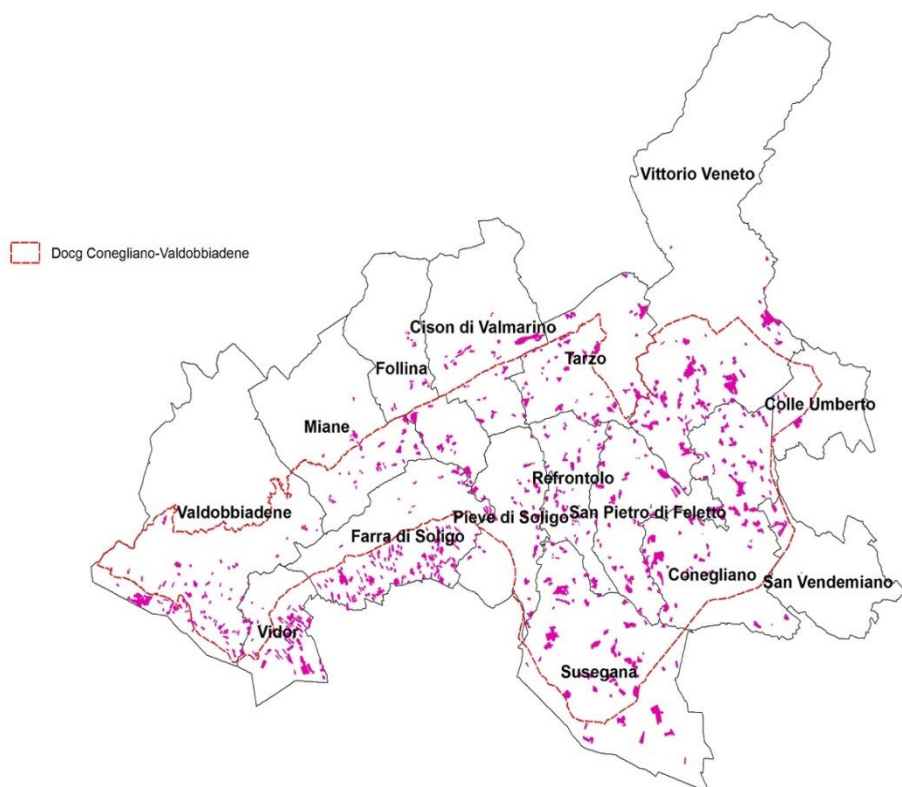 Vittorio Veneto
Docg Conegliano-Valdobbiadene
Cison di Valmarino
Follina
Tarzo
Colle Umberto
Miane
Refrontolo
Valdobbiadene
Pieve di Soligo
San Pietro di Feletto
Farra di Soligo
Conegliano
San Vendemiano
Vidor
Susegana